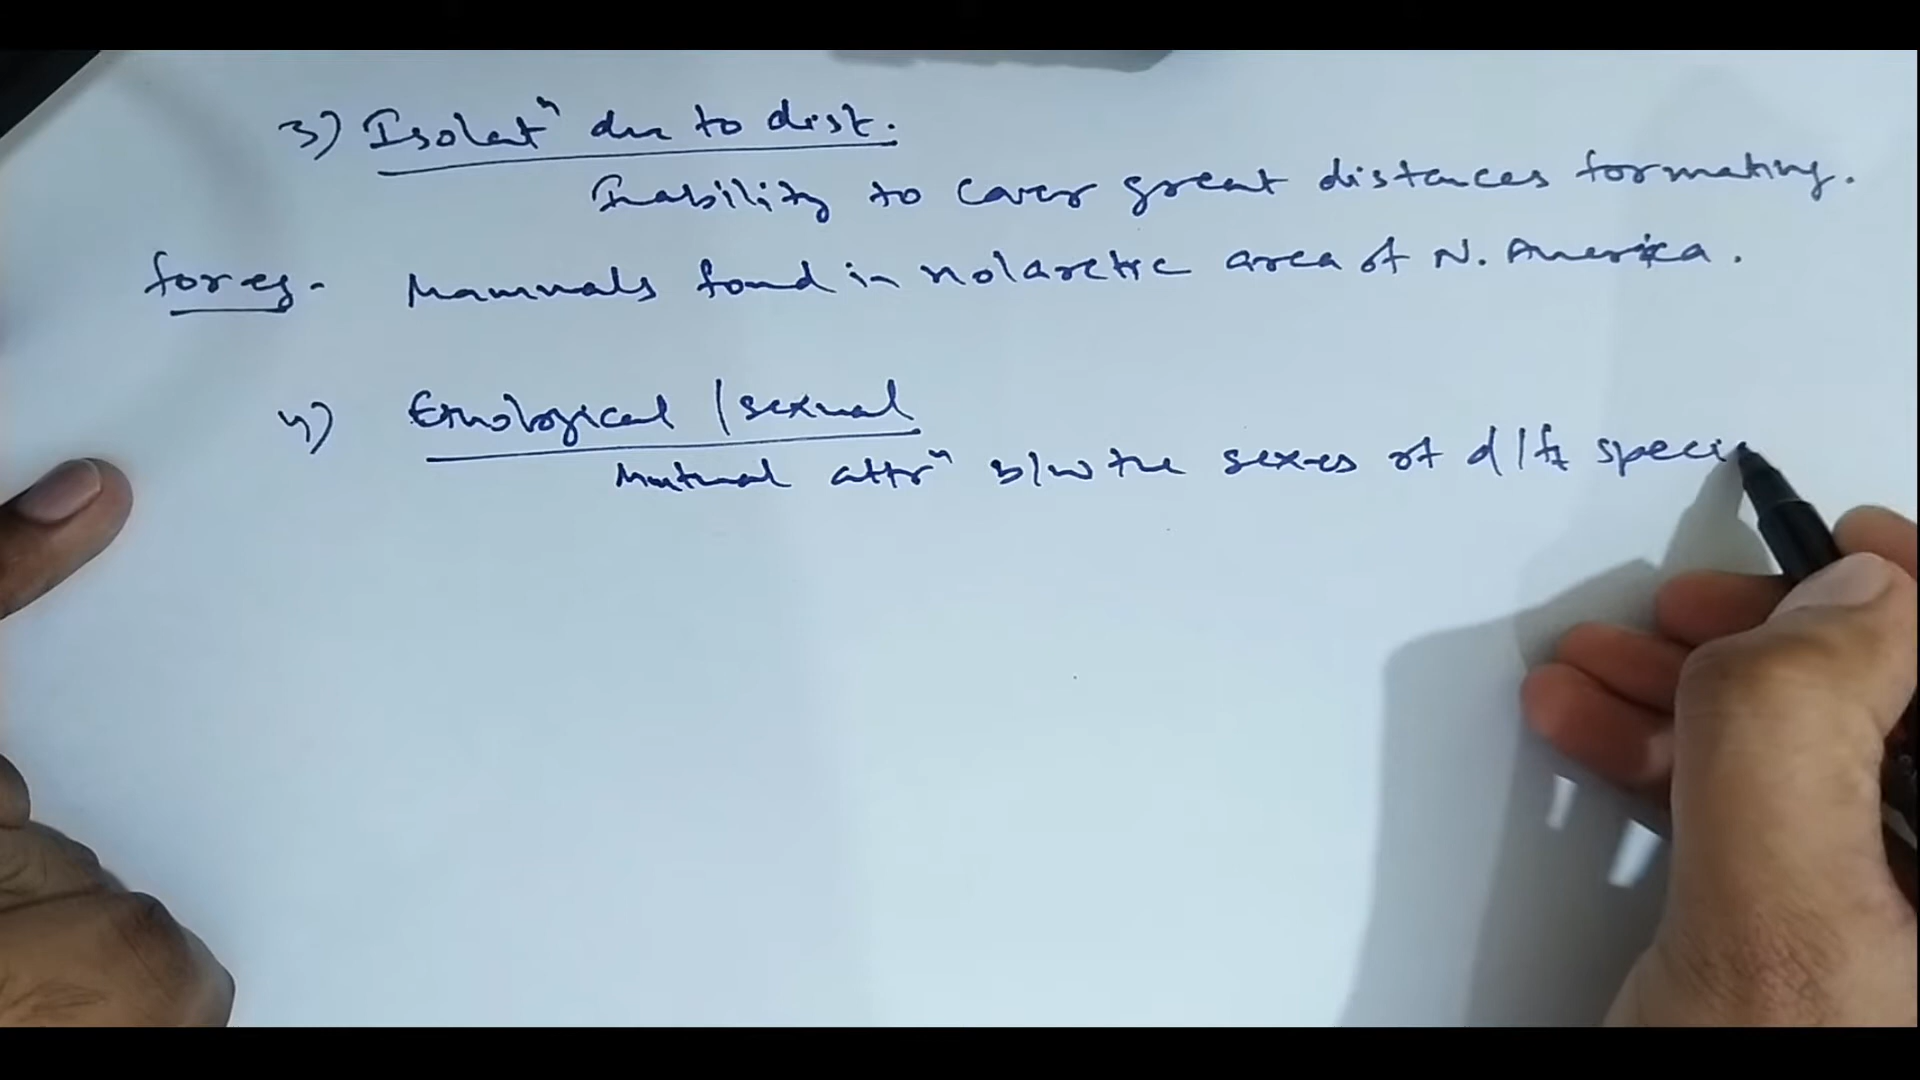 3) Isolatⁿ due to dist.
Inability to cover great distances for mating.
for eg. Mammals found in holarctic area of N. America.
4) Ethological / sexual
Mutual attrⁿ b/w the sexes of d/ft speci